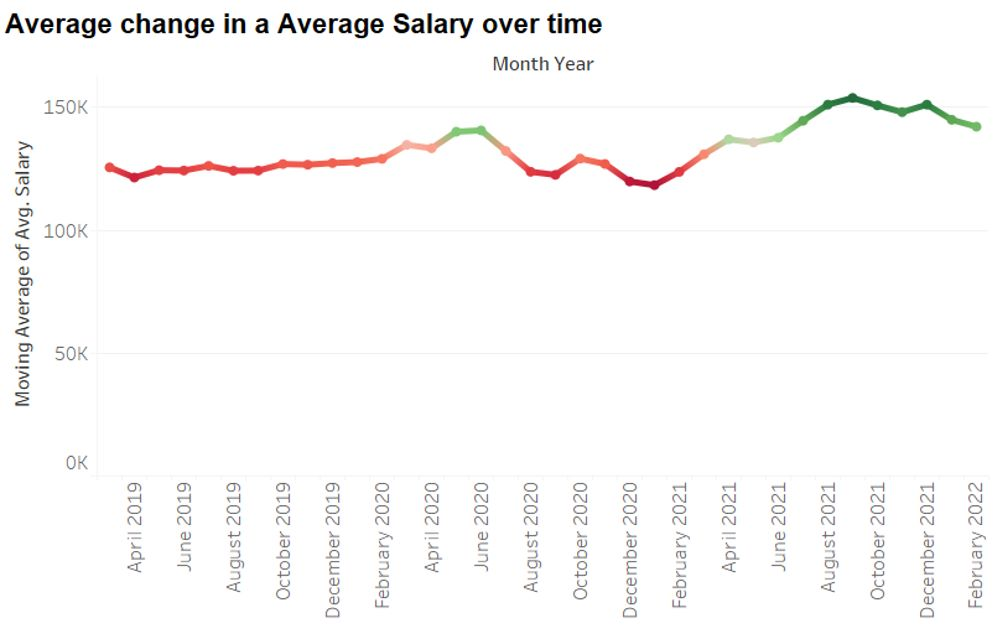 Average change in a Average Salary over time
Month Year
Moving Average of Avg. Salary
150K
100K
50K
0K
April 2019
June 2019
August 2019
October 2019
December 2019
February 2020
April 2020
June 2020
August 2020
October 2020
December 2020
February 2021
April 2021
June 2021
August 2021
October 2021
December 2021
February 2022